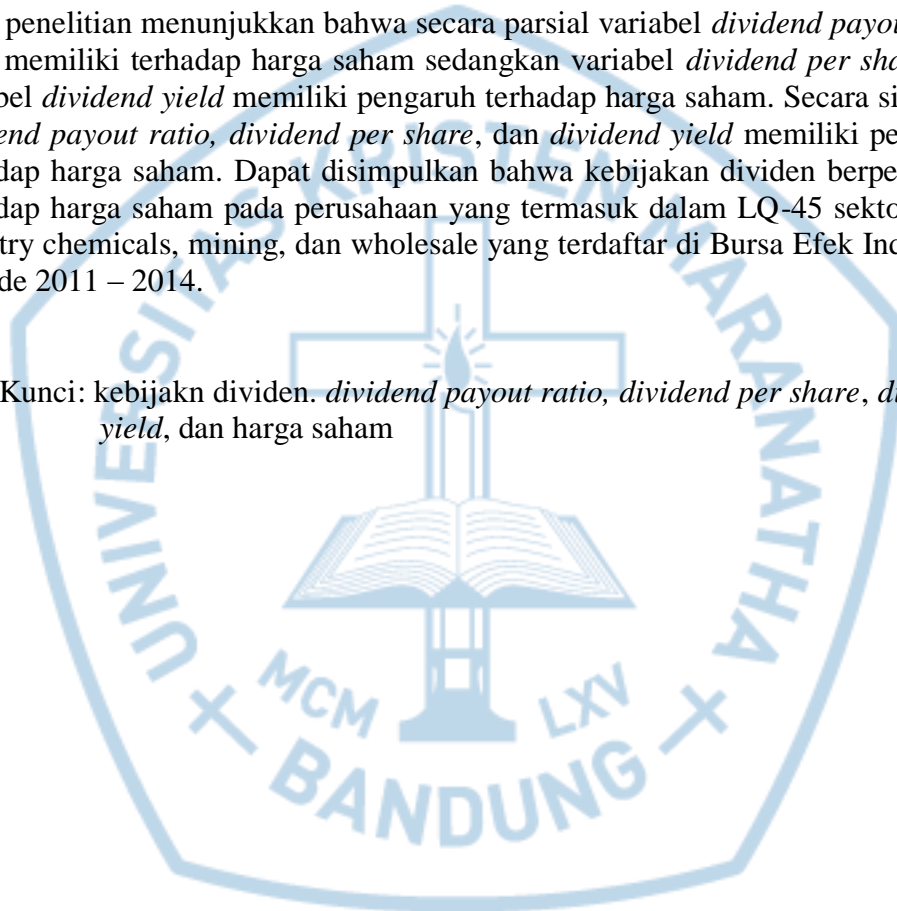 penelitian menunjukkan bahwa secara parsial variabel dividend payou
memiliki terhadap harga saham sedangkan variabel dividend per sha
bel dividend yield memiliki pengaruh terhadap harga saham. Secara si
end payout ratio, dividend per share, dan dividend yield memiliki pe
dap harga saham. Dapat disimpulkan bahwa kebijakan dividen berpe
dap harga saham pada perusahaan yang termasuk dalam LQ-45 sekto
try chemicals, mining, dan wholesale yang terdaftar di Bursa Efek Ind
de 2011 – 2014.
Kunci: kebijakn dividen. dividend payout ratio, dividend per share, di
yield, dan harga saham
UNIVERSITAS KRISTEN MARANATHA
MCM LXV
BANDUNG